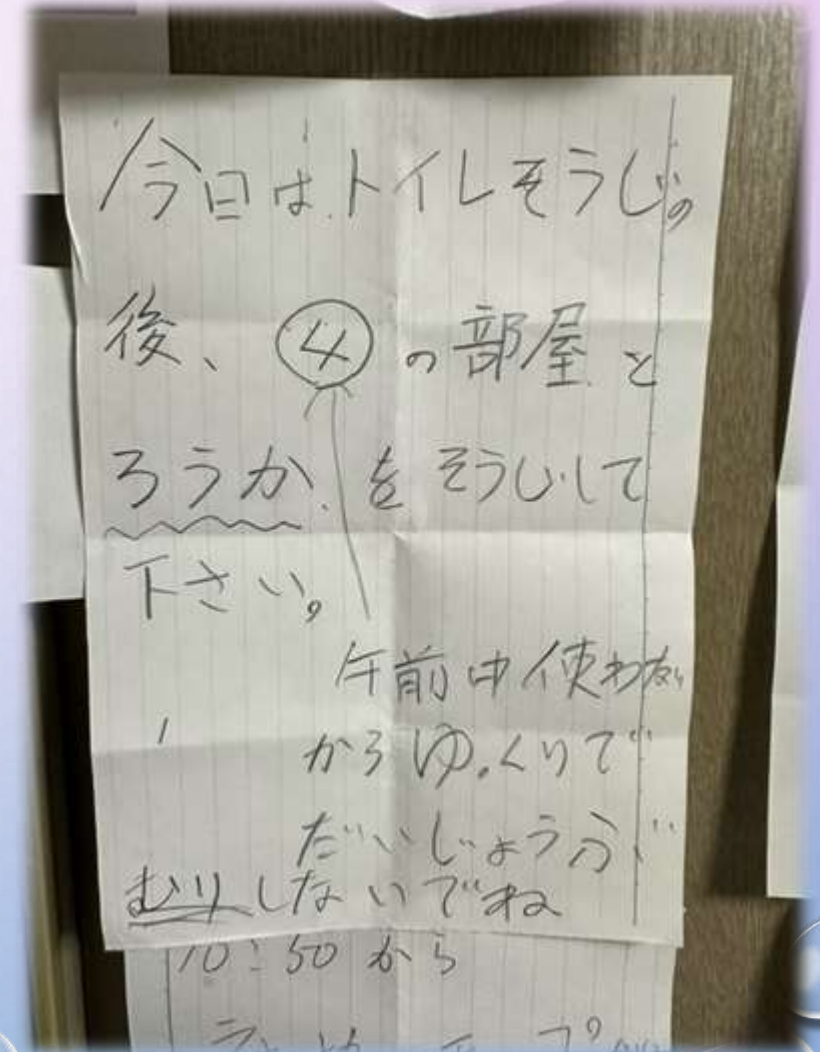 今日はトイレそうじの
後、④の部屋と
ろうか、をそうじして
下さい。
午前中使わない
からゆっくりで
だいじょうぶ
むりしないでね
10:50から